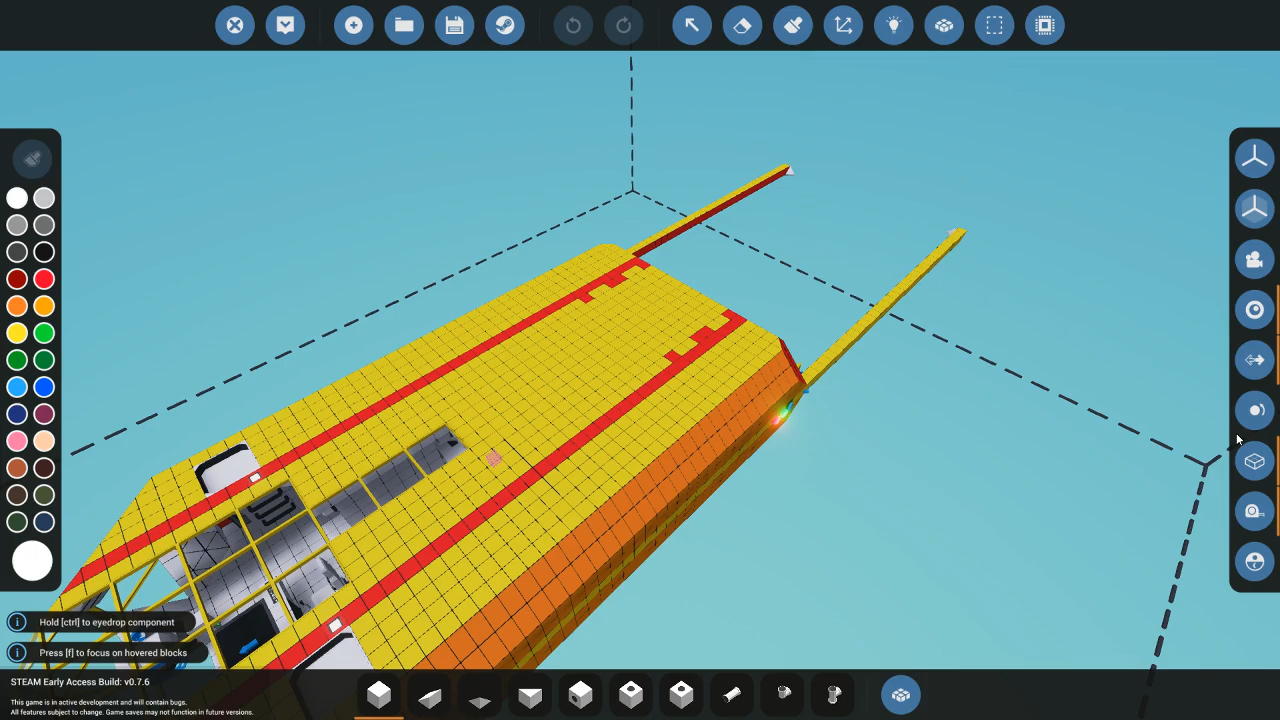 Hold [ctrl] to eyedrop component
Press [f] to focus on hovered blocks
STEAM Early Access Build: v0.7.6
This game is in active development and will contain bugs.
All features subject to change. Game saves may not function in future versions.